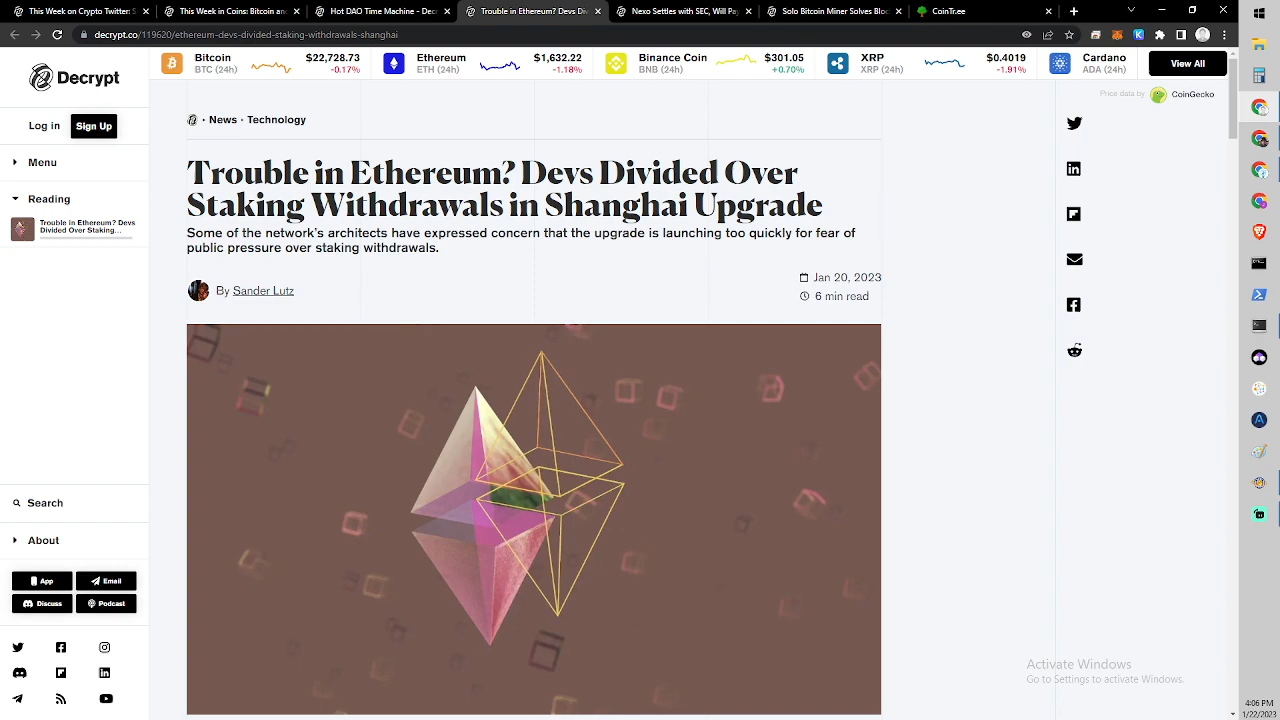 This Week on Crypto Twitter: S
This Week in Coins: Bitcoin and
Hot DAO Time Machine - Decr
Trouble in Ethereum? Devs Di
Nexo Settles with SEC, Will Pay
Solo Bitcoin Miner Solves Bloc
CoinTree
decrypt.co/119620/ethereum-devs-divided-staking-withdrawals-shanghai
Decrypt
Bitcoin $22,728.73
BTC (24h) -0.17%
Ethereum $1,632.22
ETH (24h) -1.18%
Binance Coin $301.05
BNB (24h) +0.70%
XRP $0.4019
XRP (24h) -1.91%
Cardano
ADA (24h)
View All
Price data by CoinGecko
Log in Sign Up
Menu
Reading
Trouble in Ethereum? Devs
Divided Over Staking...
News · Technology
Trouble in Ethereum? Devs Divided Over
Staking Withdrawals in Shanghai Upgrade
Some of the network's architects have expressed concern that the upgrade is launching too quickly for fear of
public pressure over staking withdrawals.
By Sander Lutz
Jan 20, 2023
6 min read
Search
About
App Email
Discuss Podcast
Activate Windows
Go to Settings to activate Windows.
4:06 PM
1/22/2023